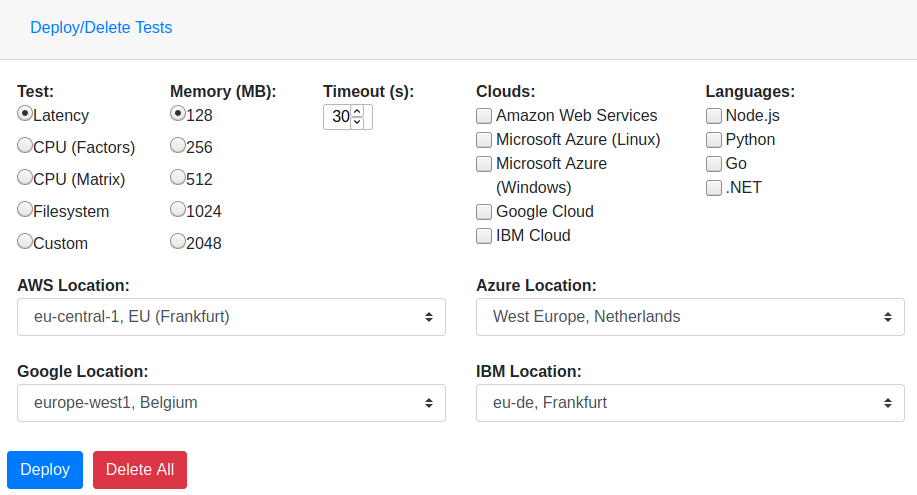 Deploy/Delete Tests
Test:
Latency
CPU (Factors)
CPU (Matrix)
Filesystem
Custom
Memory (MB):
128
256
512
1024
2048
Timeout (s):
30
Clouds:
Amazon Web Services
Microsoft Azure (Linux)
Microsoft Azure
(Windows)
Google Cloud
IBM Cloud
Languages:
Node.js
Python
Go
.NET
AWS Location:
eu-central-1, EU (Frankfurt)
Azure Location:
West Europe, Netherlands
Google Location:
europe-west1, Belgium
IBM Location:
eu-de, Frankfurt
Deploy
Delete All